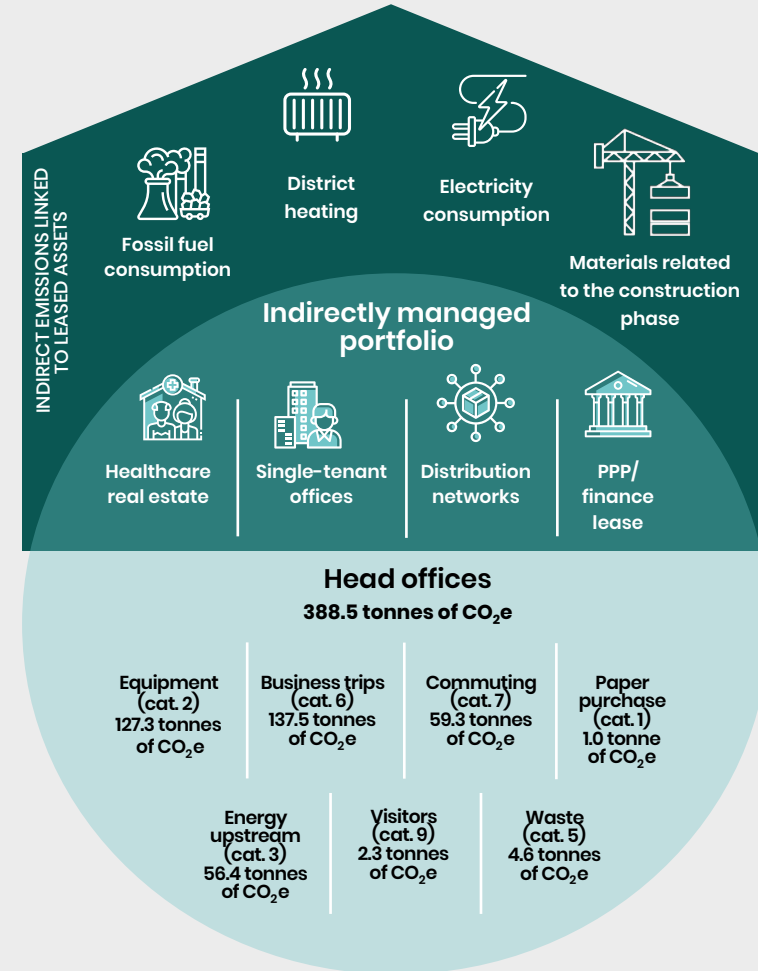 INDIRECT EMISSIONS LINKED
TO LEASED ASSETS
Fossil fuel
consumption
District
heating
Electricity
consumption
Materials related
to the construction
phase
Indirectly managed
portfolio
Healthcare
real estate
Single-tenant
offices
Distribution
networks
PPP/
finance
lease
Head offices
388.5 tonnes of CO₂e
Equipment
(cat. 2)
127.3 tonnes
of CO₂e
Business trips
(cat. 6)
137.5 tonnes
of CO₂e
Commuting
(cat. 7)
59.3 tonnes
of CO₂e
Paper
purchase
(cat. 1)
1.0 tonne
of CO₂e
Energy
upstream
(cat. 3)
56.4 tonnes
of CO₂e
Visitors
(cat. 9)
2.3 tonnes
of CO₂e
Waste
(cat. 5)
4.6 tonnes
of CO₂e